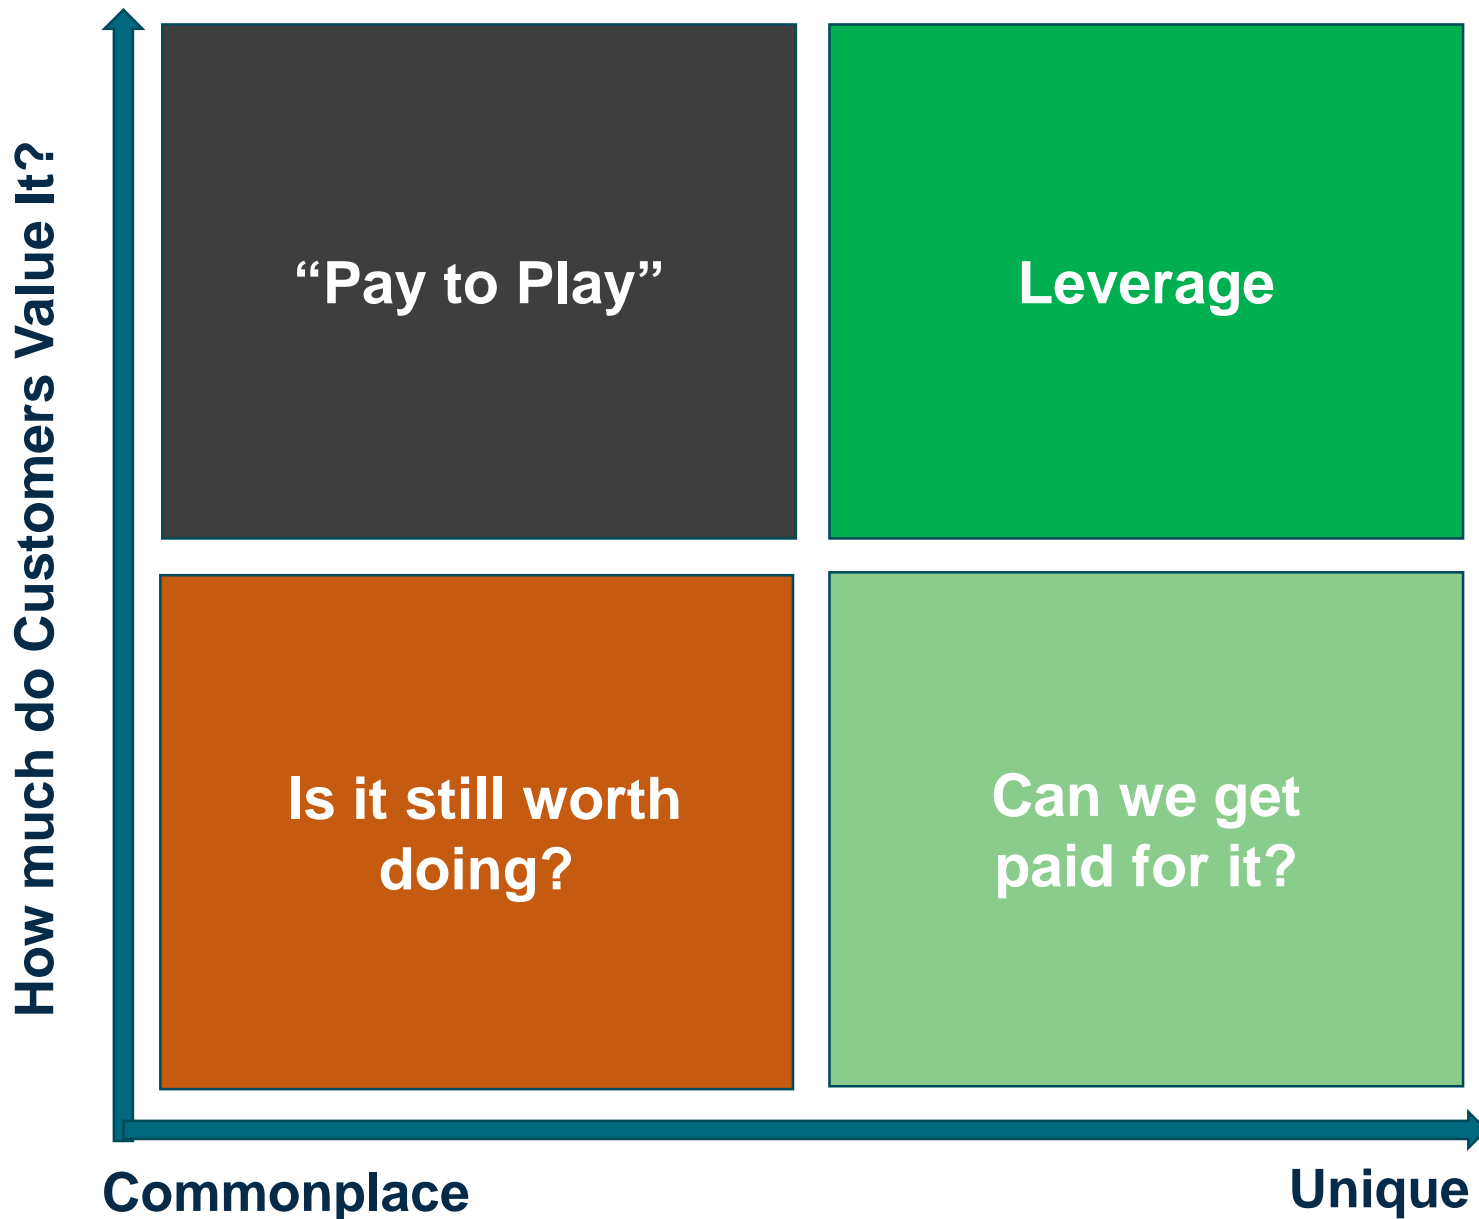 How much do Customers Value It?
“Pay to Play”
Leverage
Is it still worth
doing?
Can we get
paid for it?
Commonplace
Unique